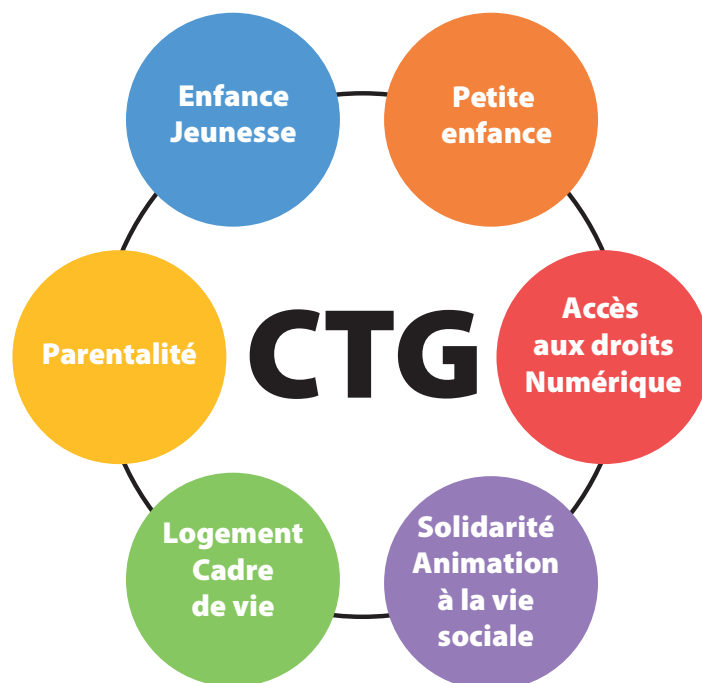 Enfance
Jeunesse
Petite
enfance
Parentalité
CTG
Accès
aux droits
Numérique
Logement
Cadre
de vie
Solidarité
Animation
à la vie
sociale